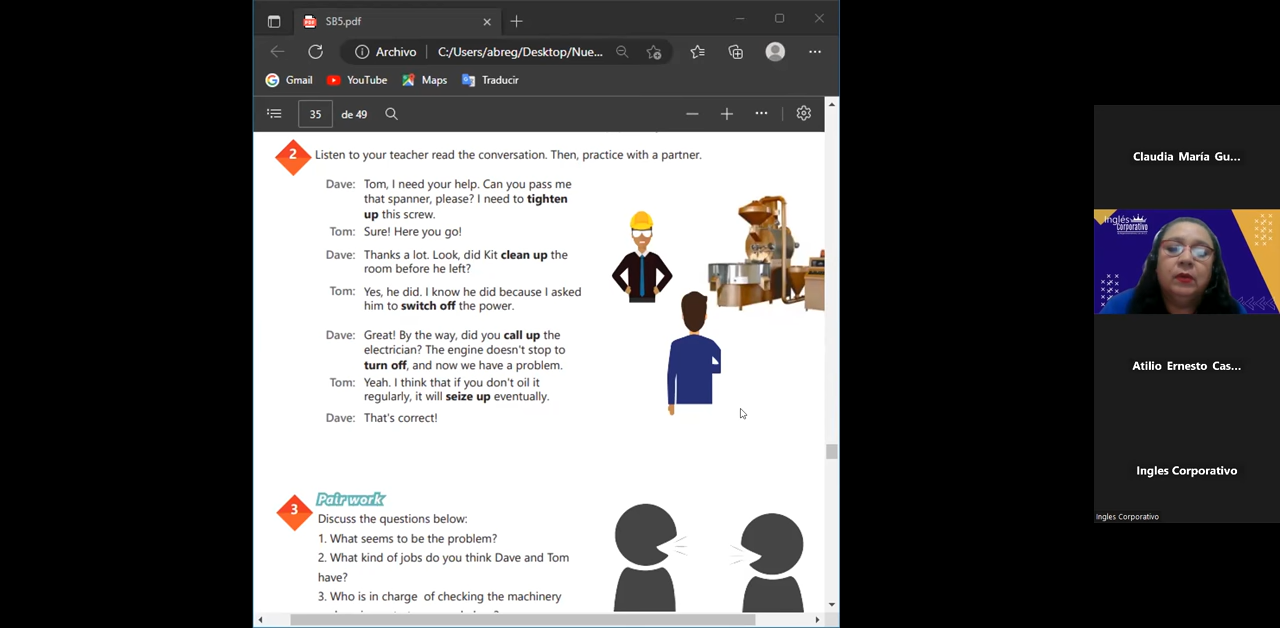 SB5.pdf
Archivo C:/Users/abreg/Desktop/Nue...
Gmail YouTube Maps Traducir
35 de 49
2 Listen to your teacher read the conversation. Then, practice with a partner.
Dave: Tom, I need your help. Can you pass me
that spanner, please? I need to tighten
up this screw.
Tom: Sure! Here you go!
Dave: Thanks a lot. Look, did Kit clean up the
room before he left?
Tom: Yes, he did. I know he did because I asked
him to switch off the power.
Dave: Great! By the way, did you call up the
electrician? The engine doesn't stop to
turn off, and now we have a problem.
Tom: Yeah. I think that if you don't oil it
regularly, it will seize up eventually.
Dave: That's correct!
3 Pair work
Discuss the questions below:
1. What seems to be the problem?
2. What kind of jobs do you think Dave and Tom
have?
3. Who is in charge of checking the machinery
Claudia María Gu...
Inglés
Corporativo
Atilio Ernesto Cas...
Ingles Corporativo
Ingles Corporativo